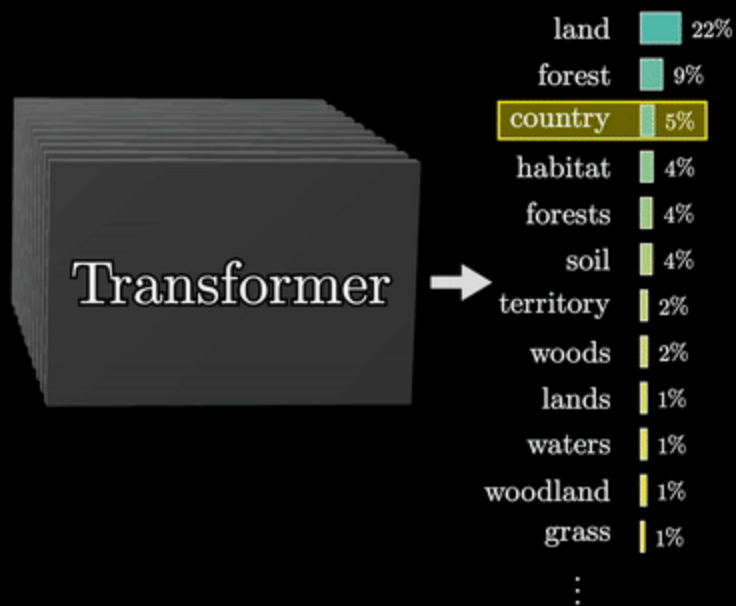 land 22%
forest 9%
country 5%
habitat 4%
forests 4%
Transformer
soil 4%
territory 2%
woods 2%
lands 1%
waters 1%
woodland 1%
grass 1%
⋮